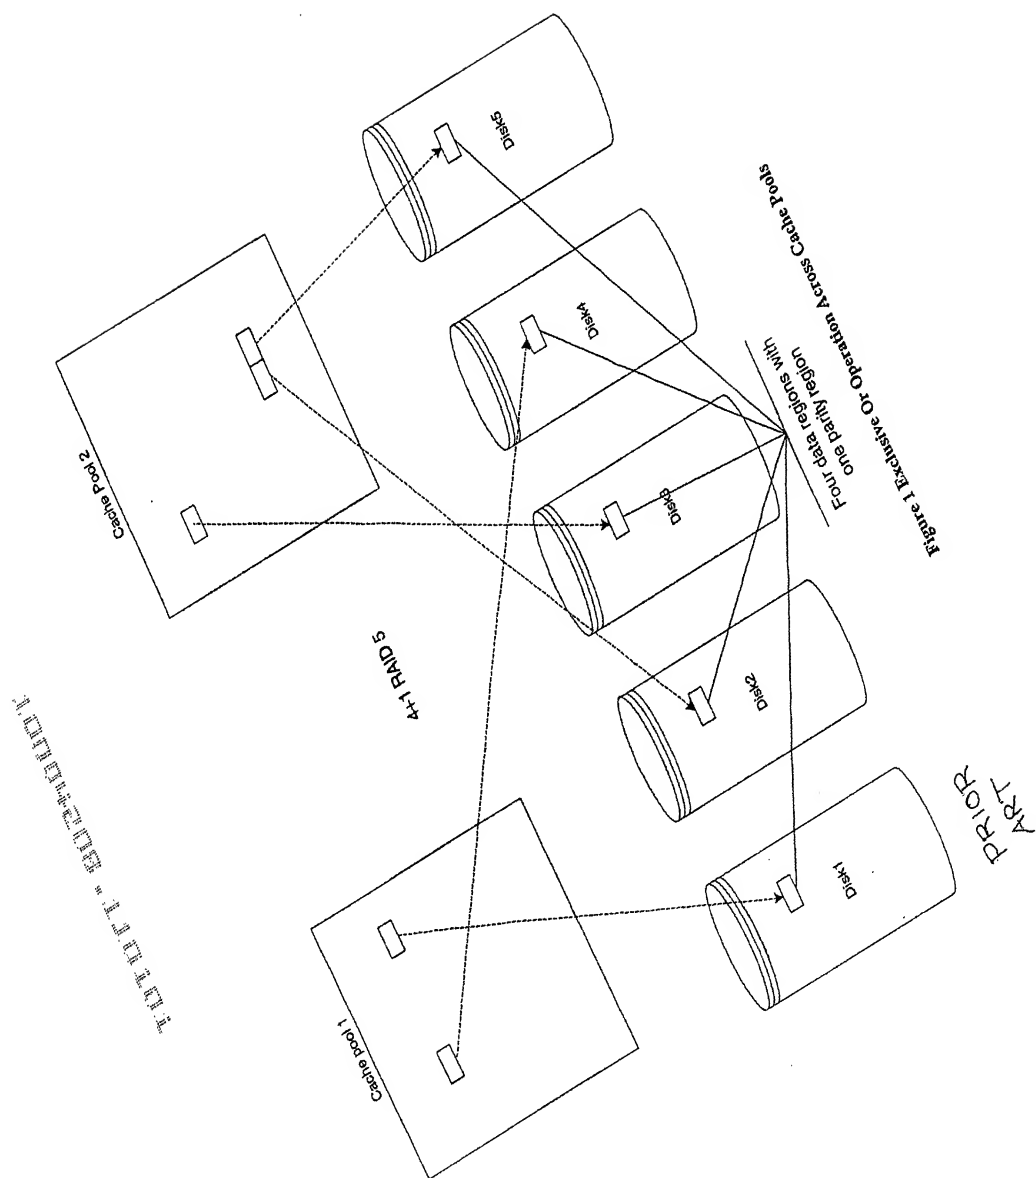 Cache pool 1
Cache Pool 2
4+1 RAID 5
Disk1
Disk2
Disk3
Disk4
Disk5
Four data regions with
one parity region
Figure 1 Exclusive Or Operation Across Cache Pools
PRIOR
ART